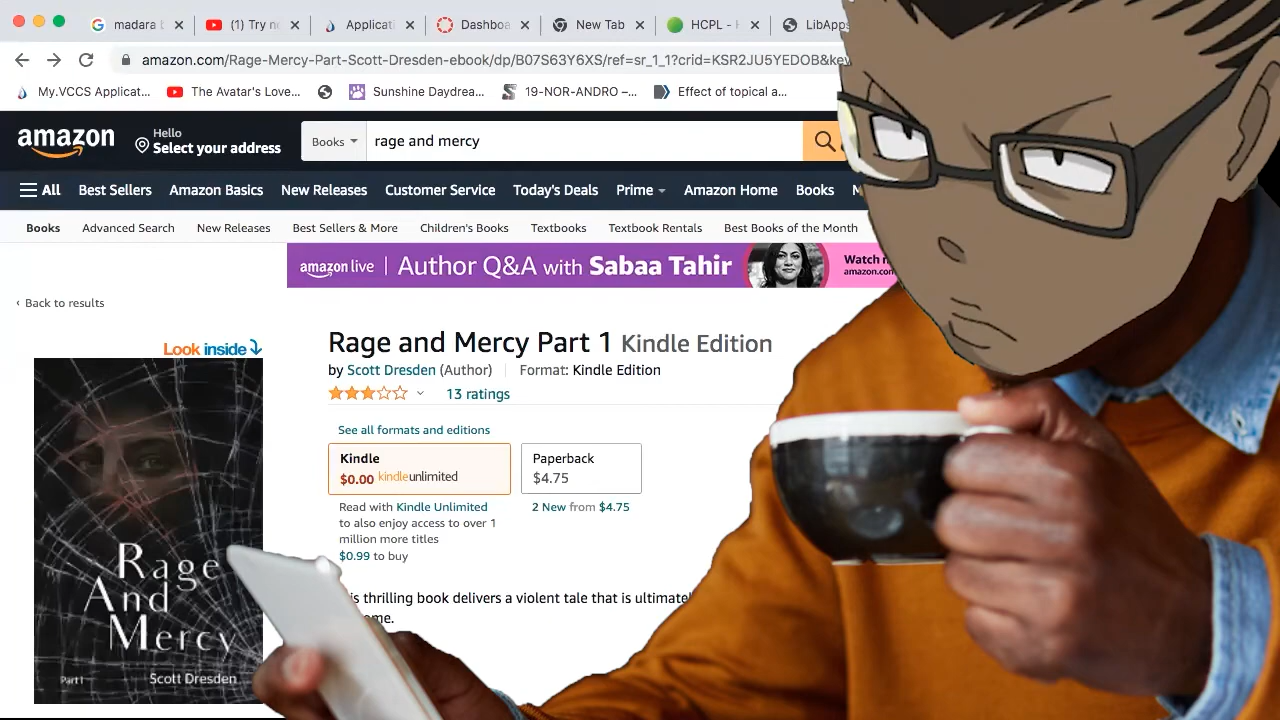 madara b
(1) Try no
Applicati
Dashboa
New Tab
HCPL - H
LibApps
amazon.com/Rage-Mercy-Part-Scott-Dresden-ebook/dp/B07S63Y6XS/ref=sr_1_1?crid=KSR2JU5YEDOB&key
My.VCCS Applicat...
The Avatar's Love...
Sunshine Daydrea...
19-NOR-ANDRO –...
Effect of topical a...
amazon
Hello
Select your address
Books
rage and mercy
All Best Sellers Amazon Basics New Releases Customer Service Today's Deals Prime Amazon Home Books M
Books Advanced Search New Releases Best Sellers & More Children's Books Textbooks Textbook Rentals Best Books of the Month
amazon live | Author Q&A with Sabaa Tahir
Watch n
amazon.com
‹ Back to results
Look inside
Rage and Mercy Part 1 Kindle Edition
by Scott Dresden (Author) Format: Kindle Edition
13 ratings
See all formats and editions
Kindle
$0.00 kindleunlimited
Paperback
$4.75
Read with Kindle Unlimited
to also enjoy access to over 1
million more titles
$0.99 to buy
2 New from $4.75
is thrilling book delivers a violent tale that is ultimatel
me.
Rage
And
Mercy
Part 1
Scott Dresden